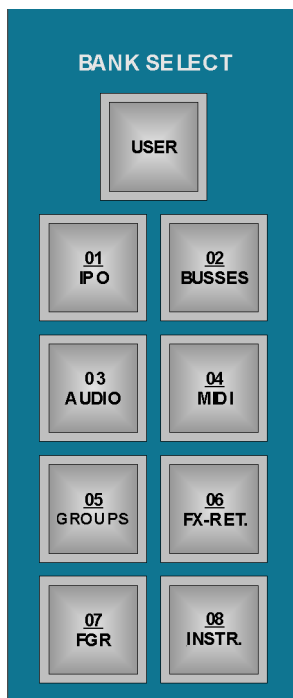 BANK SELECT
USER
01
IPO
02
BUSSES
03
AUDIO
04
MIDI
05
GROUPS
06
FX-RET.
07
FGR
08
INSTR.